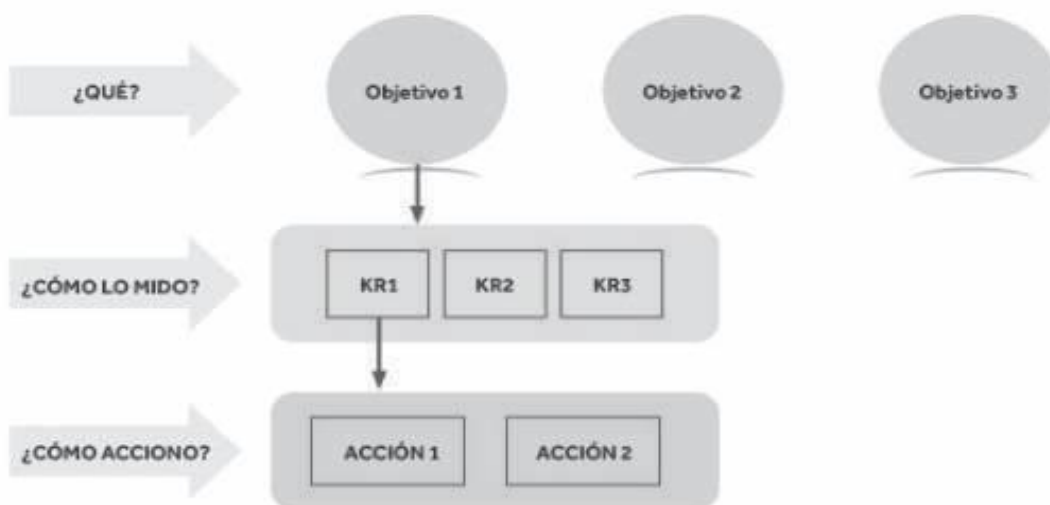 ¿QUÉ?
Objetivo 1
Objetivo 2
Objetivo 3
¿CÓMO LO MIDO?
KR1
KR2
KR3
¿CÓMO ACCIONO?
ACCIÓN 1
ACCIÓN 2